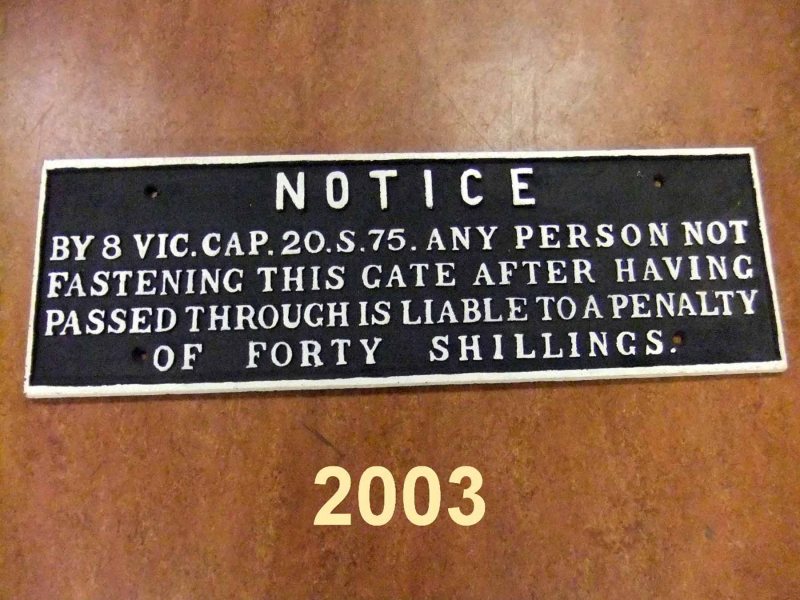 NOTICE
BY 8 VIC.CAP.20.S.75. ANY PERSON NOT
FASTENING THIS GATE AFTER HAVING
PASSED THROUGH IS LIABLE TO A PENALTY
OF FORTY SHILLINGS.
2003